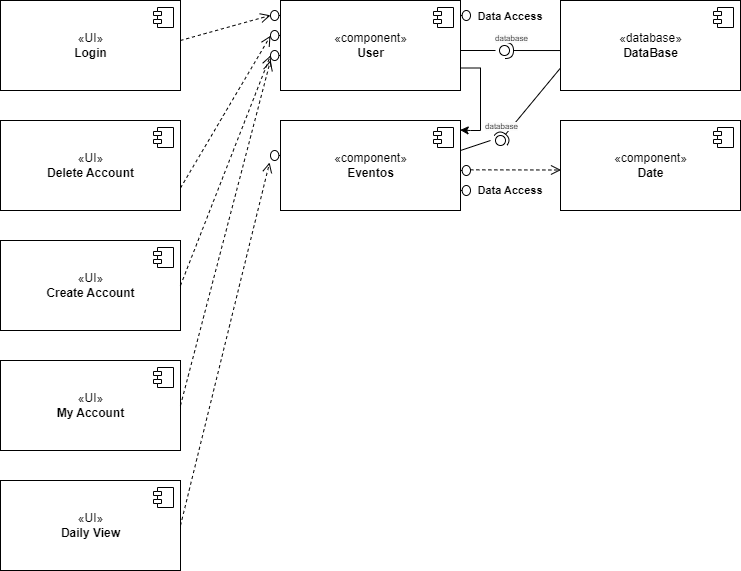 «UI»
Login
«component»
User
Data Access
database
«database»
DataBase
«UI»
Delete Account
«component»
Eventos
database
Data Access
«component»
Date
«UI»
Create Account
«UI»
My Account
«UI»
Daily View